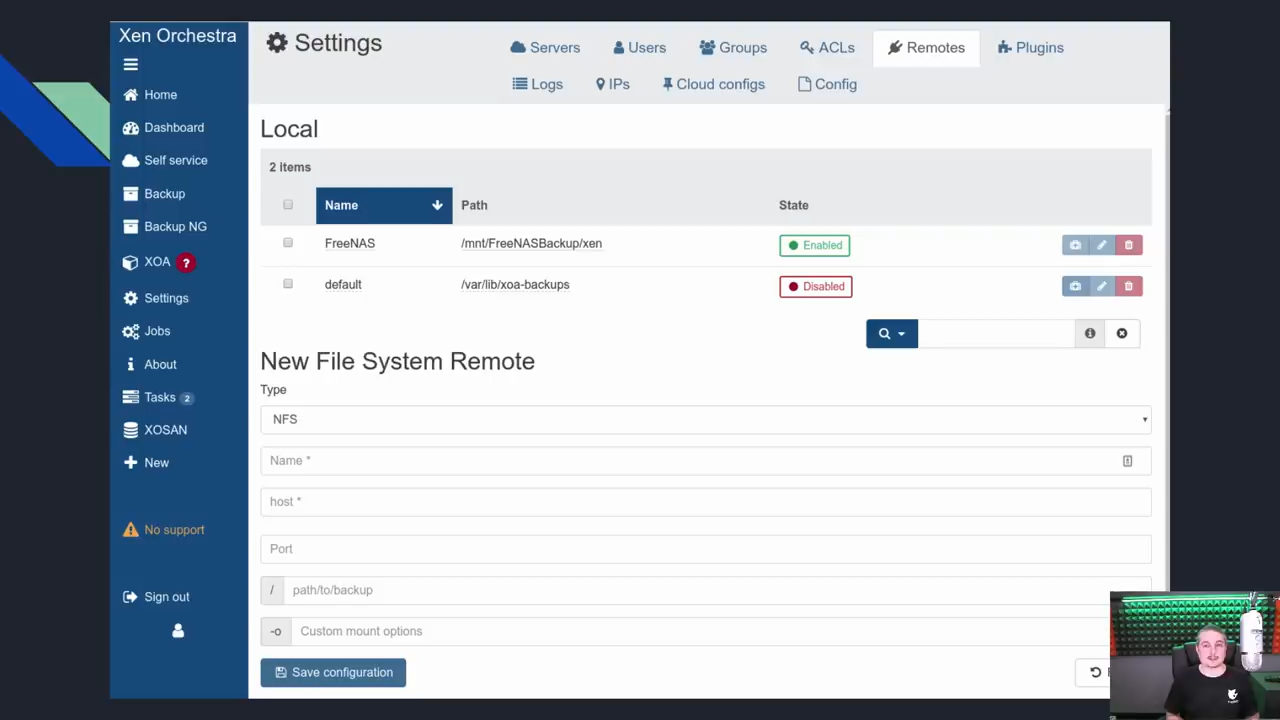 Xen Orchestra
Home
Dashboard
Self service
Backup
Backup NG
XOA ?
Settings
Jobs
About
Tasks 2
XOSAN
New
No support
Sign out
Settings
Servers Users Groups ACLs Remotes Plugins
Logs IPs Cloud configs Config
Local
2 items
Name Path State
FreeNAS /mnt/FreeNASBackup/xen Enabled
default /var/lib/xoa-backups Disabled
New File System Remote
Type
NFS
Name *
host *
Port
/ path/to/backup
-o Custom mount options
Save configuration